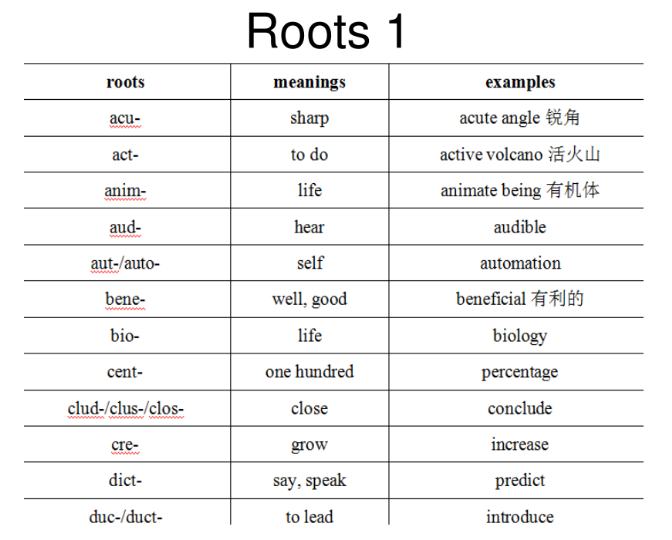 Roots 1
roots meanings examples
acu- sharp acute angle 锐角
act- to do active volcano 活火山
anim- life animate being 有机体
aud- hear audible
aut-/auto- self automation
bene- well, good beneficial 有利的
bio- life biology
cent- one hundred percentage
clud-/clus-/clos- close conclude
cre- grow increase
dict- say, speak predict
duc-/duct- to lead introduce